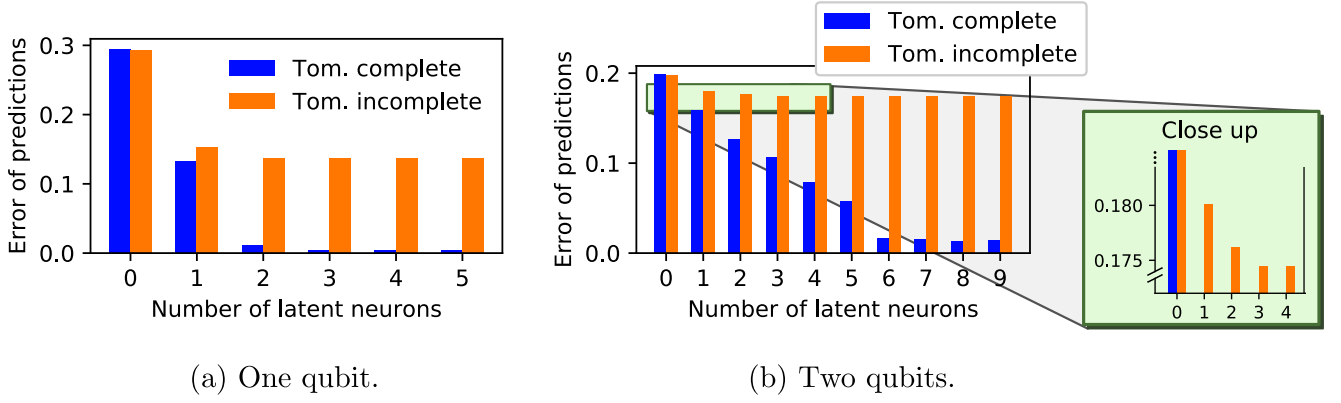 Error of predictions
0.3
0.2
0.1
0.0
Tom. complete
Tom. incomplete
0 1 2 3 4 5
Number of latent neurons
(a) One qubit.
Tom. complete
Tom. incomplete
Error of predictions
0.2
0.1
0.0
0 1 2 3 4 5 6 7 8 9
Number of latent neurons
(b) Two qubits.
Close up
0.180
0.175
0 1 2 3 4